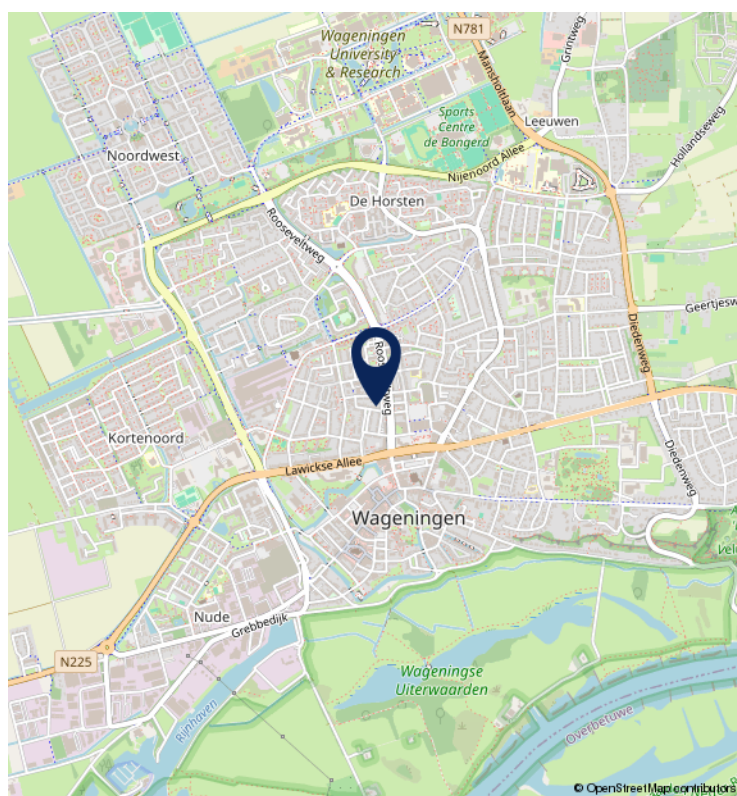 Wageningen
University
& Research
N781
Mansholtlaan
Grintweg
Sports
Centre
de Bongerd
Leeuwen
Hollandseweg
Noordwest
Nijenoord Allee
De Horsten
Rooseveltweg
Geertjesw
Diedenweg
Kortenoord
Lawickse Allee
Diedenweg
Wageningen
Nude
Grebbedijk
N225
Wageningse
Uiterwaarden
Rijnhaven
Overbetuwe
© OpenStreetMap contributors